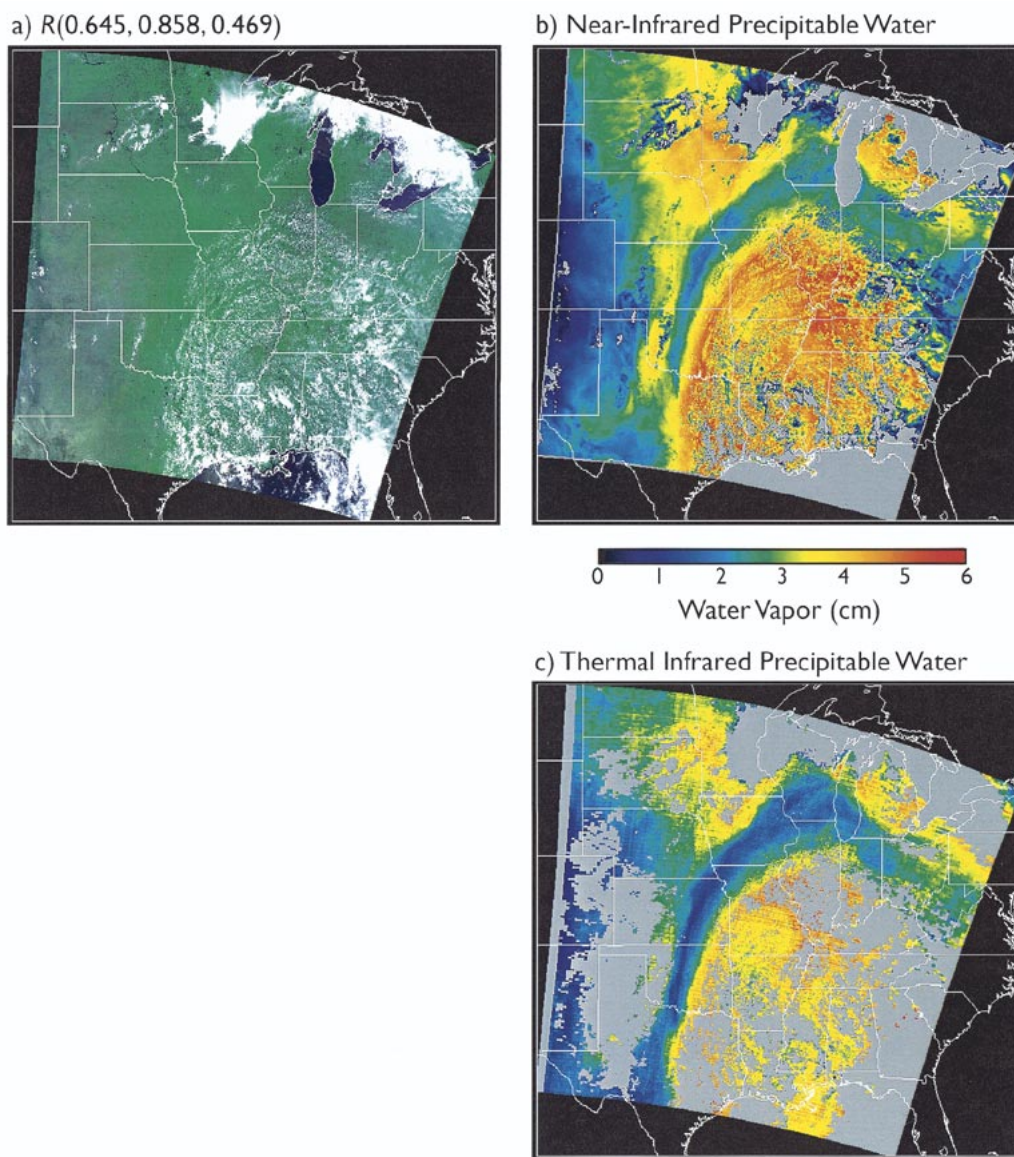 a) R(0.645, 0.858, 0.469)
b) Near-Infrared Precipitable Water
0 1 2 3 4 5 6
Water Vapor (cm)
c) Thermal Infrared Precipitable Water